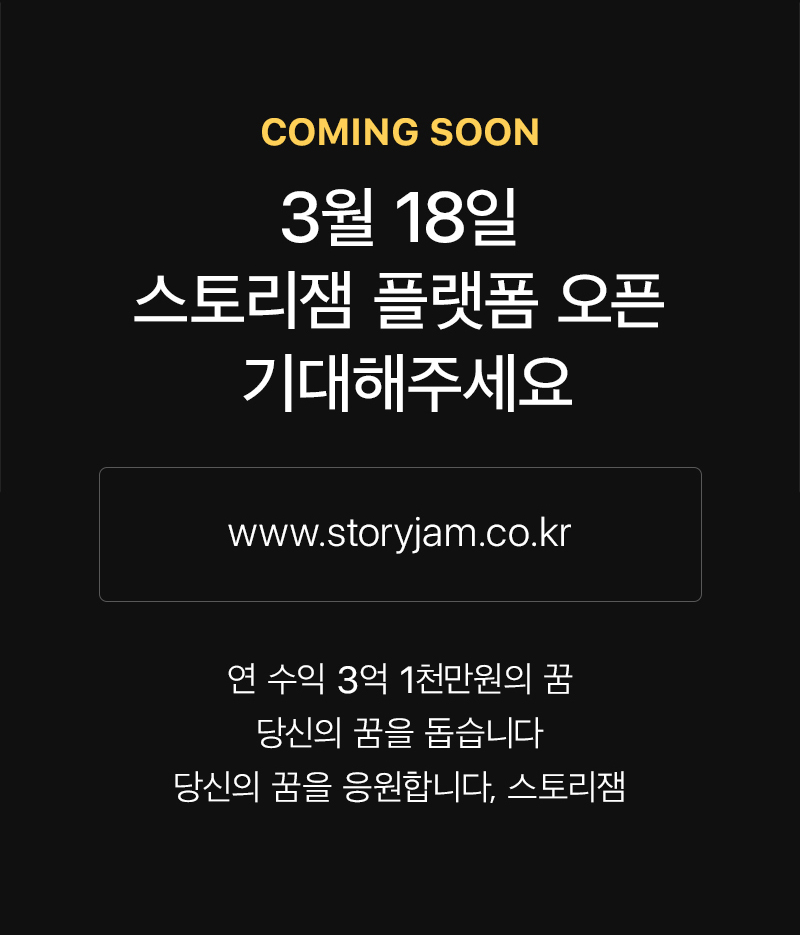 COMING SOON
3월 18일
스토리잼 플랫폼 오픈
기대해주세요
www.storyjam.co.kr
연 수익 3억 1천만원의 꿈
당신의 꿈을 돕습니다
당신의 꿈을 응원합니다, 스토리잼